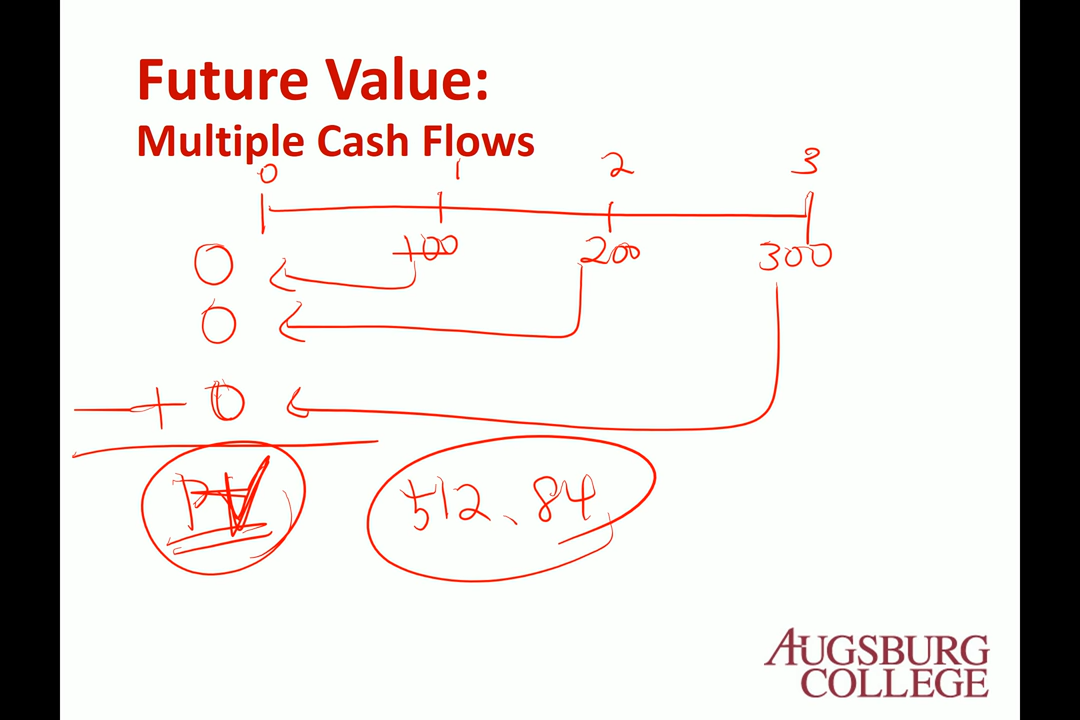 Future Value:
Multiple Cash Flows
0 1 2 3
100 200 300
0
0
+ 0
PV 512.84
AUGSBURG
COLLEGE